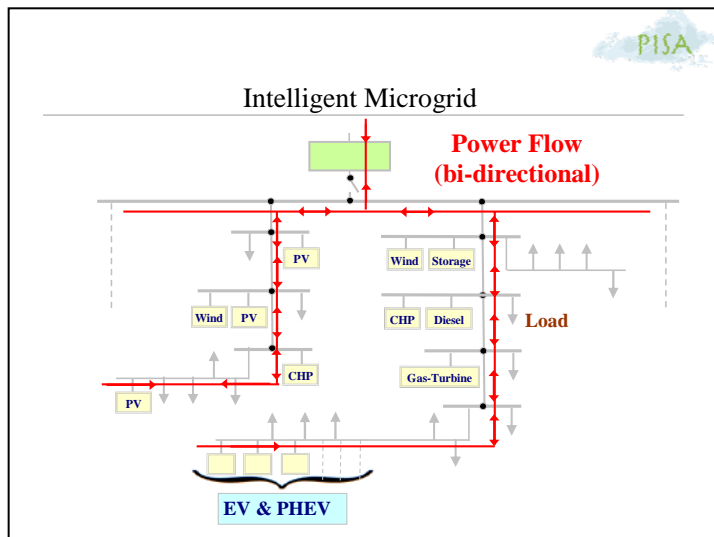 PISA
Intelligent Microgrid
Power Flow
(bi-directional)
PV
Wind
Storage
Wind
PV
CHP
Diesel
Load
CHP
Gas-Turbine
PV
EV & PHEV